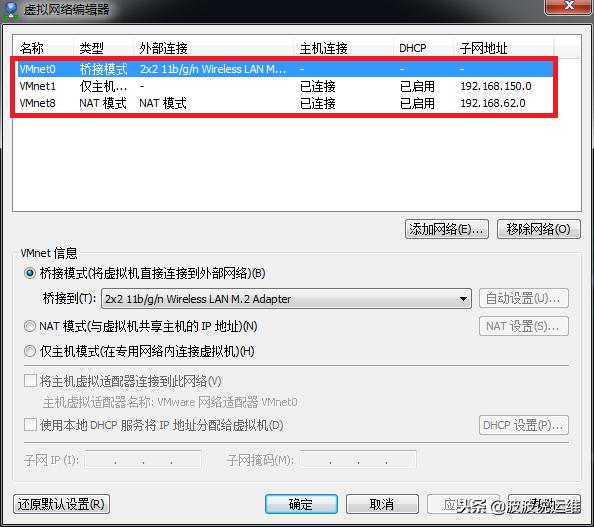 虚拟网络编辑器
名称 类型 外部连接 主机连接 DHCP 子网地址
VMnet0 桥接模式 2x2 11b/g/n Wireless LAN M... - - -
VMnet1 仅主机... - 已连接 已启用 192.168.150.0
VMnet8 NAT 模式 NAT 模式 已连接 已启用 192.168.62.0
添加网络(E)... 移除网络(O)
VMnet 信息
桥接模式(将虚拟机直接连接到外部网络)(B)
桥接到(T): 2x2 11b/g/n Wireless LAN M.2 Adapter 自动设置(U)...
NAT 模式(与虚拟机共享主机的 IP 地址)(N) NAT 设置(S)...
仅主机模式(在专用网络内连接虚拟机)(H)
将主机虚拟适配器连接到此网络(V)
主机虚拟适配器名称: VMware 网络适配器 VMnet0
使用本地 DHCP 服务将 IP 地址分配给虚拟机(D) DHCP 设置(P)...
子网 IP (I): . . . 子网掩码(M): . . .
还原默认设置(R) 确定 取消
头条 @波波说运维